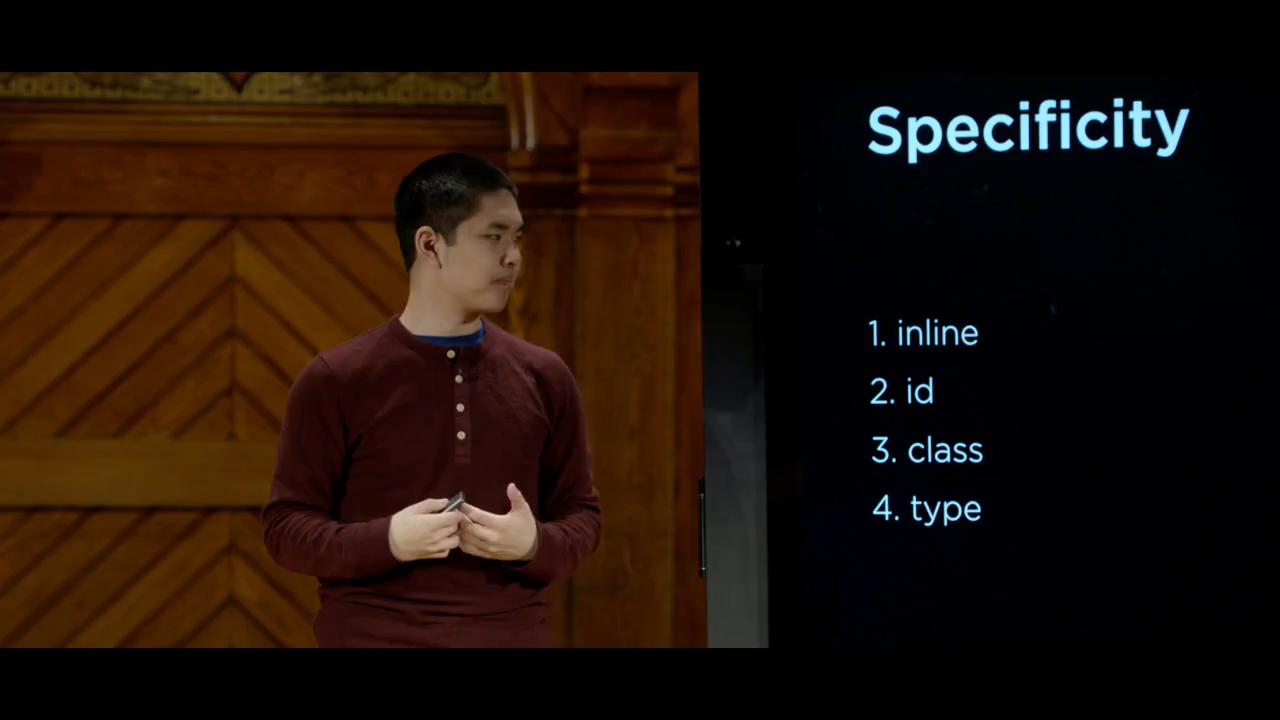 Specificity
1. inline
2. id
3. class
4. type